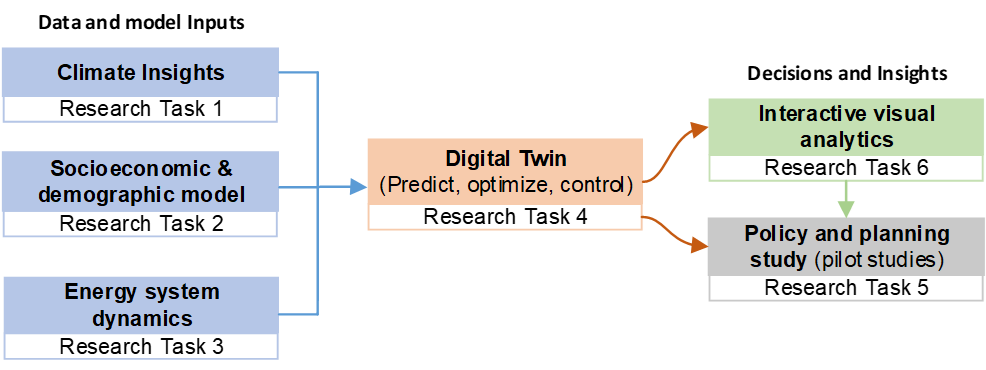 Data and model Inputs
Climate Insights
Research Task 1
Socioeconomic &
demographic model
Research Task 2
Energy system
dynamics
Research Task 3
Digital Twin
(Predict, optimize, control)
Research Task 4
Decisions and Insights
Interactive visual
analytics
Research Task 6
Policy and planning
study (pilot studies)
Research Task 5